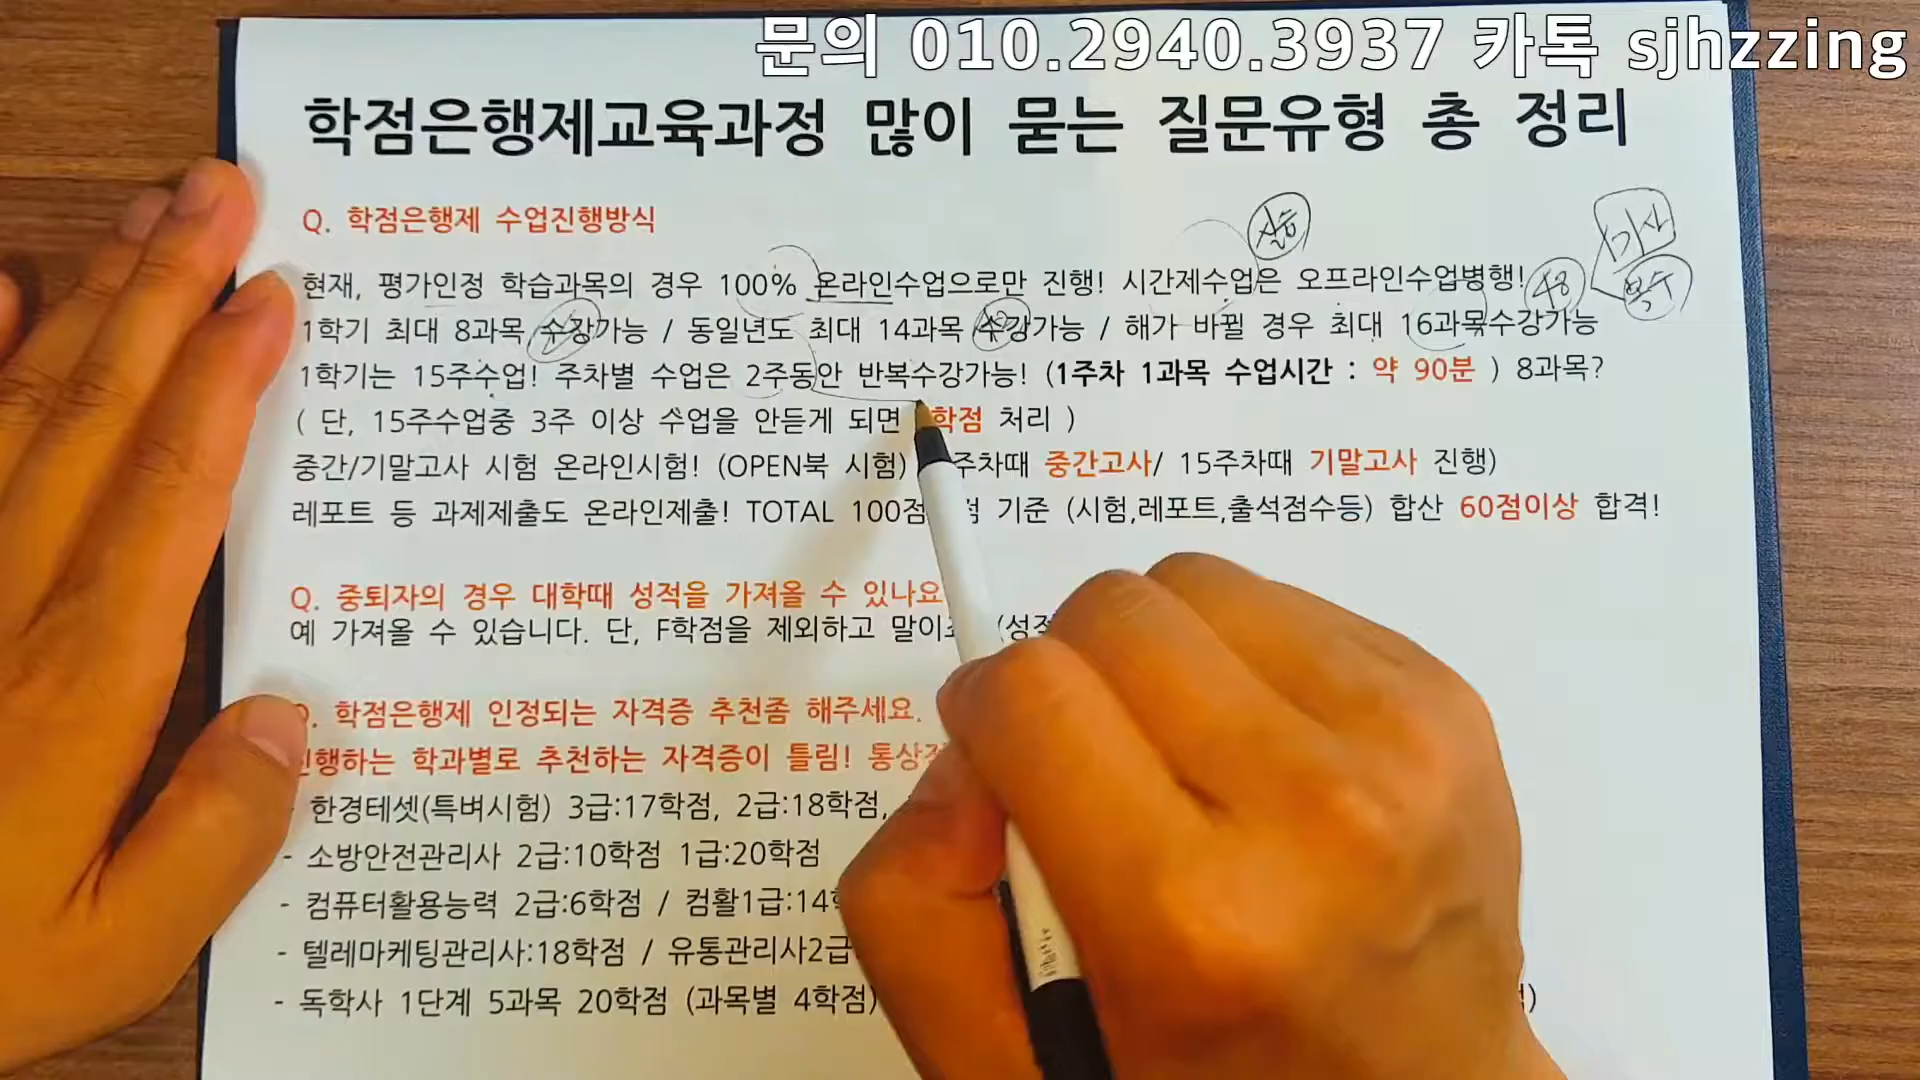 문의 010.2940.3937 카톡 sjhzzing
학점은행제교육과정 많이 묻는 질문유형 총 정리
Q. 학점은행제 수업진행방식
실습
기사
48
현재, 평가인정 학습과목의 경우 100% 온라인수업으로만 진행! 시간제수업은 오프라인수업병행!
1학기 최대 8과목 수강가능 / 동일년도 최대 14과목 수강가능 / 해가 바뀔 경우 최대 16과목수강가능
1학기는 15주수업! 주차별 수업은 2주동안 반복수강가능! (1주차 1과목 수업시간 : 약 90분 ) 8과목?
( 단, 15주수업중 3주 이상 수업을 안듣게 되면 학점 처리 )
중간/기말고사 시험 온라인시험! (OPEN북 시험) 주차때 중간고사/ 15주차때 기말고사 진행)
레포트 등 과제제출도 온라인제출! TOTAL 100점 기준 (시험,레포트,출석점수등) 합산 60점이상 합격!
Q. 중퇴자의 경우 대학때 성적을 가져올 수 있나요
예 가져올 수 있습니다. 단, F학점을 제외하고 말이죠 (성적
Q. 학점은행제 인정되는 자격증 추천좀 해주세요.
진행하는 학과별로 추천하는 자격증이 틀림! 통상적
- 한경테셋(특벼시험) 3급:17학점, 2급:18학점,
- 소방안전관리사 2급:10학점 1급:20학점
- 컴퓨터활용능력 2급:6학점 / 컴활1급:14학
- 텔레마케팅관리사:18학점 / 유통관리사2급
- 독학사 1단계 5과목 20학점 (과목별 4학점)